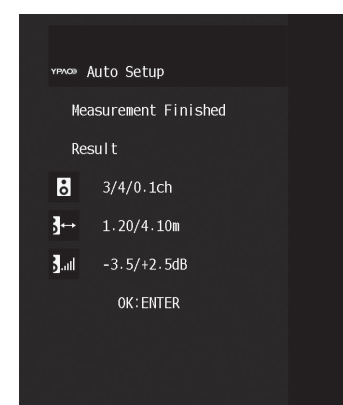 YPAO Auto Setup
Measurement Finished
Result
3/4/0.1ch
1.20/4.10m
-3.5/+2.5dB
OK:ENTER